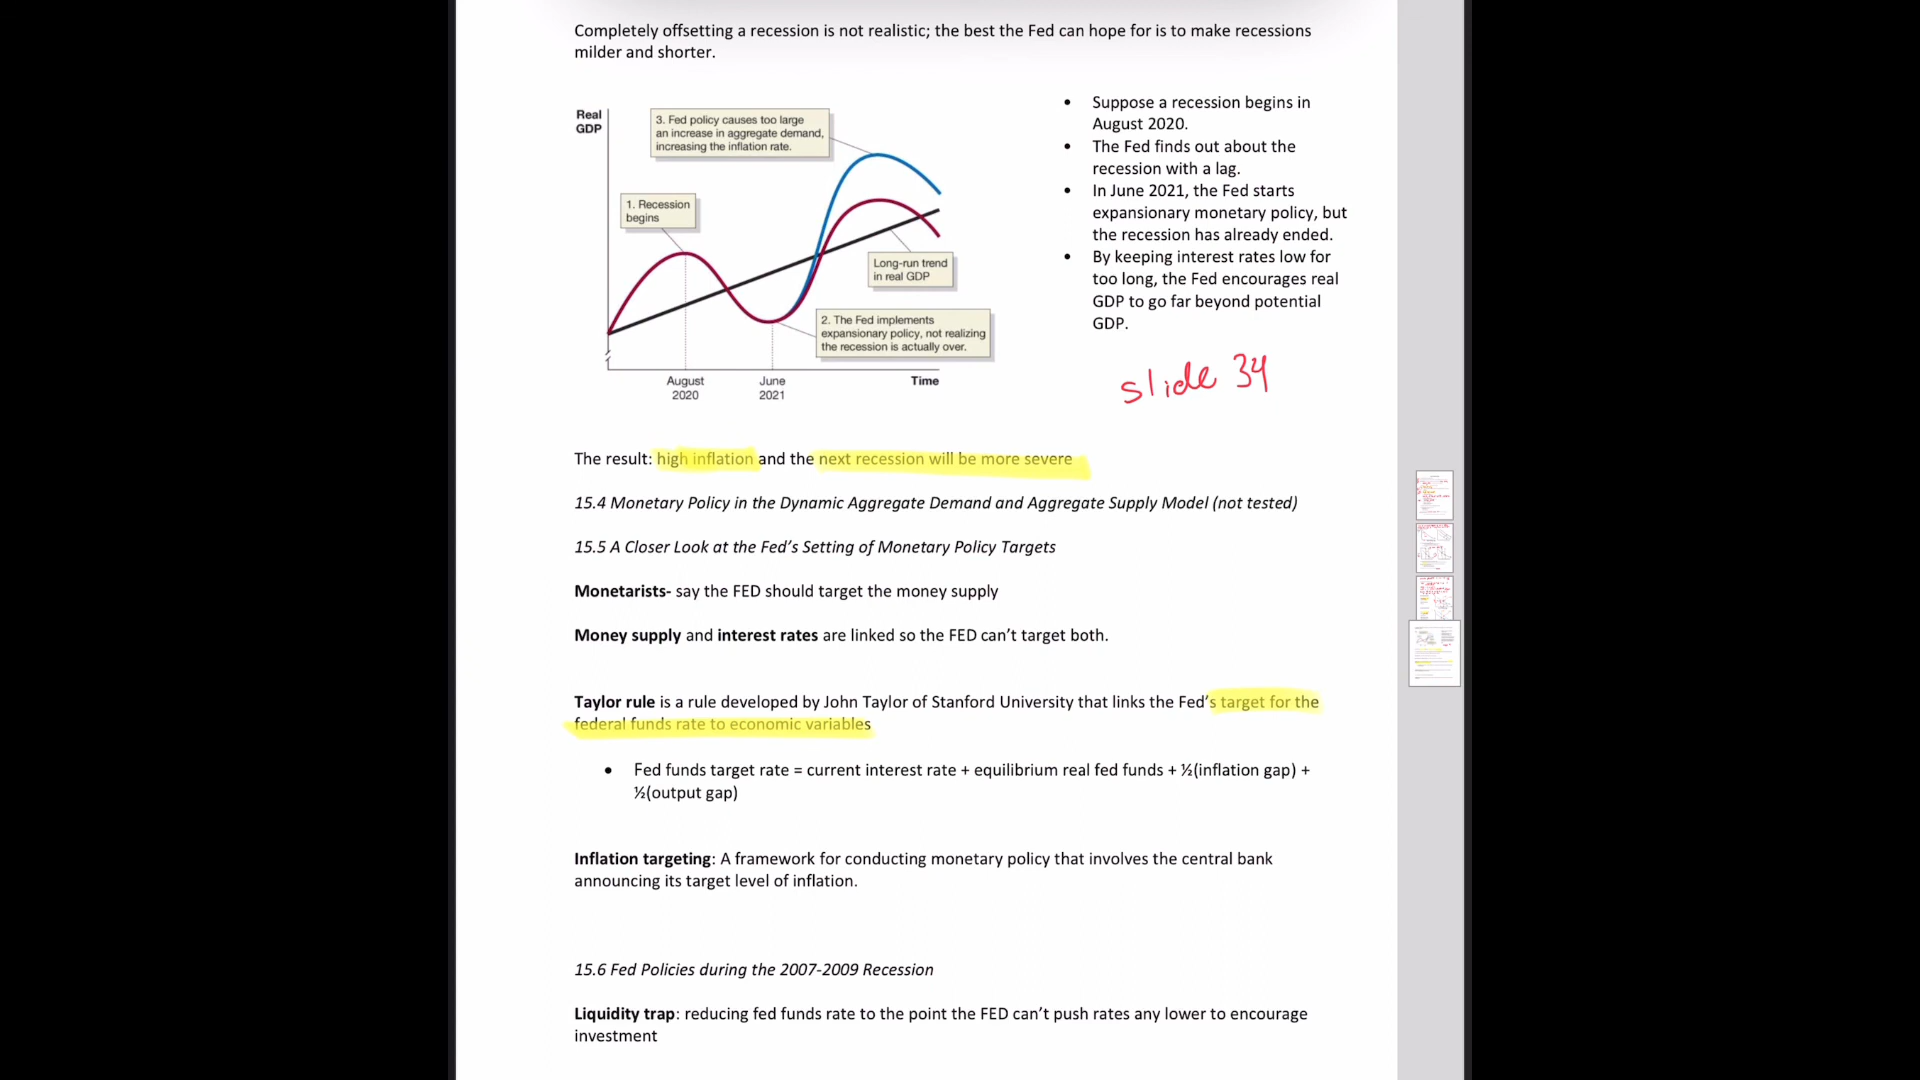 Completely offsetting a recession is not realistic; the best the Fed can hope for is to make recessions
milder and shorter.
Real
GDP
3. Fed policy causes too large
an increase in aggregate demand,
increasing the inflation rate.
1. Recession
begins
Long-run trend
in real GDP
2. The Fed implements
expansionary policy, not realizing
the recession is actually over.
August
2020
June
2021
Time
• Suppose a recession begins in
August 2020.
• The Fed finds out about the
recession with a lag.
• In June 2021, the Fed starts
expansionary monetary policy, but
the recession has already ended.
• By keeping interest rates low for
too long, the Fed encourages real
GDP to go far beyond potential
GDP.
slide 34
The result: high inflation and the next recession will be more severe
15.4 Monetary Policy in the Dynamic Aggregate Demand and Aggregate Supply Model (not tested)
15.5 A Closer Look at the Fed's Setting of Monetary Policy Targets
Monetarists- say the FED should target the money supply
Money supply and interest rates are linked so the FED can't target both.
Taylor rule is a rule developed by John Taylor of Stanford University that links the Fed's target for the
federal funds rate to economic variables
• Fed funds target rate = current interest rate + equilibrium real fed funds + ½(inflation gap) +
½(output gap)
Inflation targeting: A framework for conducting monetary policy that involves the central bank
announcing its target level of inflation.
15.6 Fed Policies during the 2007-2009 Recession
Liquidity trap: reducing fed funds rate to the point the FED can't push rates any lower to encourage
investment